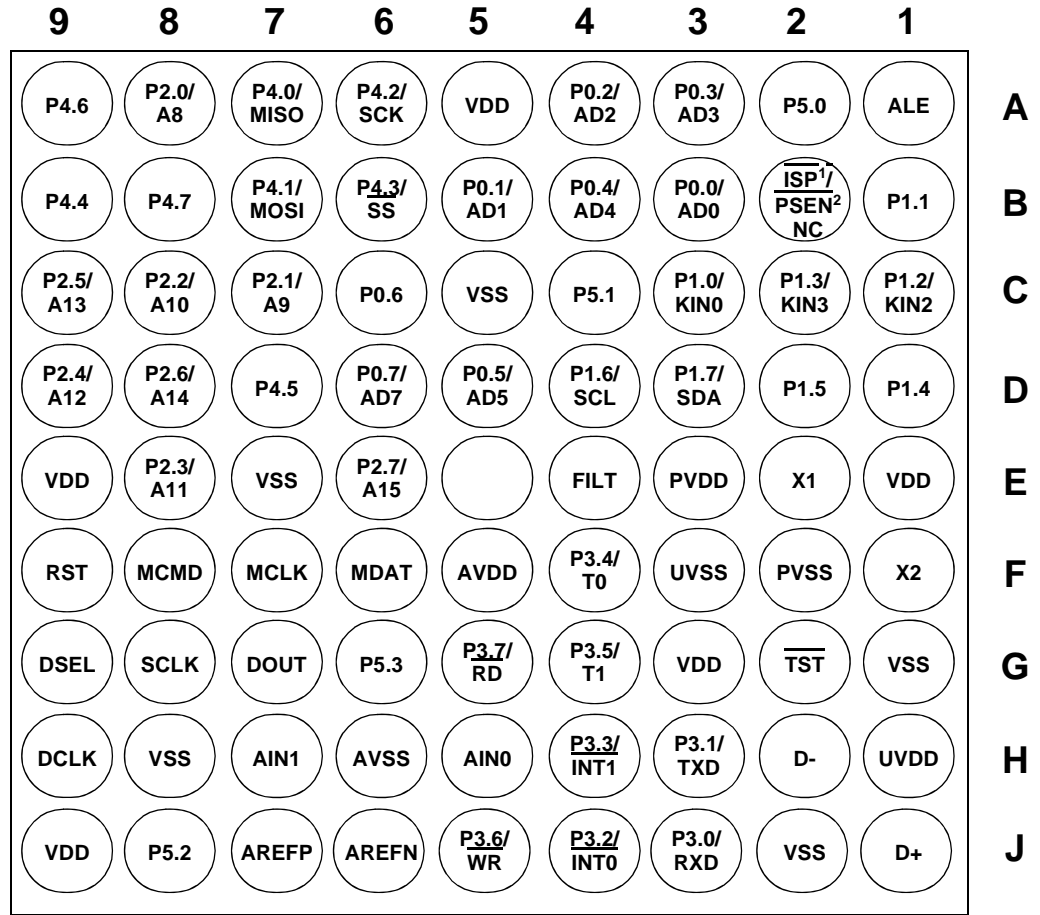 9 8 7 6 5 4 3 2 1
P4.6 P2.0/ P4.0/ P4.2/ VDD P0.2/ P0.3/ P5.0 ALE A
A8 MISO SCK AD2 AD3
P4.4 P4.7 P4.1/ P4.3/ P0.1/ P0.4/ P0.0/ ISP¹/ P1.1 B
MOSI SS AD1 AD4 AD0 PSEN²
NC
P2.5/ P2.2/ P2.1/ P0.6 VSS P5.1 P1.0/ P1.3/ P1.2/ C
A13 A10 A9 KIN0 KIN3 KIN2
P2.4/ P2.6/ P4.5 P0.7/ P0.5/ P1.6/ P1.7/ P1.5 P1.4 D
A12 A14 AD7 AD5 SCL SDA
VDD P2.3/ VSS P2.7/ FILT PVDD X1 VDD E
A11 A15
RST MCMD MCLK MDAT AVDD P3.4/ UVSS PVSS X2 F
T0
DSEL SCLK DOUT P5.3 P3.7/ P3.5/ VDD TST VSS G
RD T1
DCLK VSS AIN1 AVSS AIN0 P3.3/ P3.1/ D- UVDD H
INT1 TXD
VDD P5.2 AREFP AREFN P3.6/ P3.2/ P3.0/ VSS D+ J
WR INT0 RXD